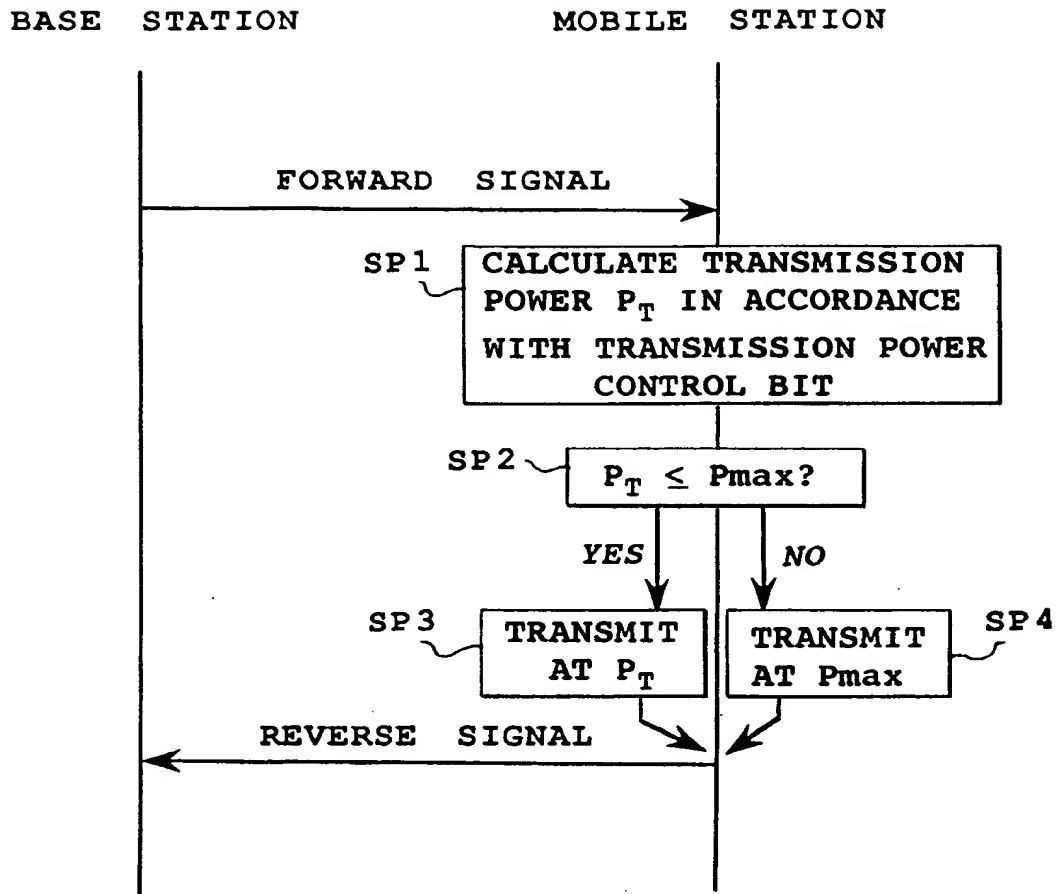 BASE STATION
MOBILE STATION
FORWARD SIGNAL
SP1
CALCULATE TRANSMISSION
POWER P_T IN ACCORDANCE
WITH TRANSMISSION POWER
CONTROL BIT
SP2
P_T ≤ Pmax?
YES
NO
SP3
TRANSMIT
AT P_T
TRANSMIT
AT Pmax
SP4
REVERSE SIGNAL